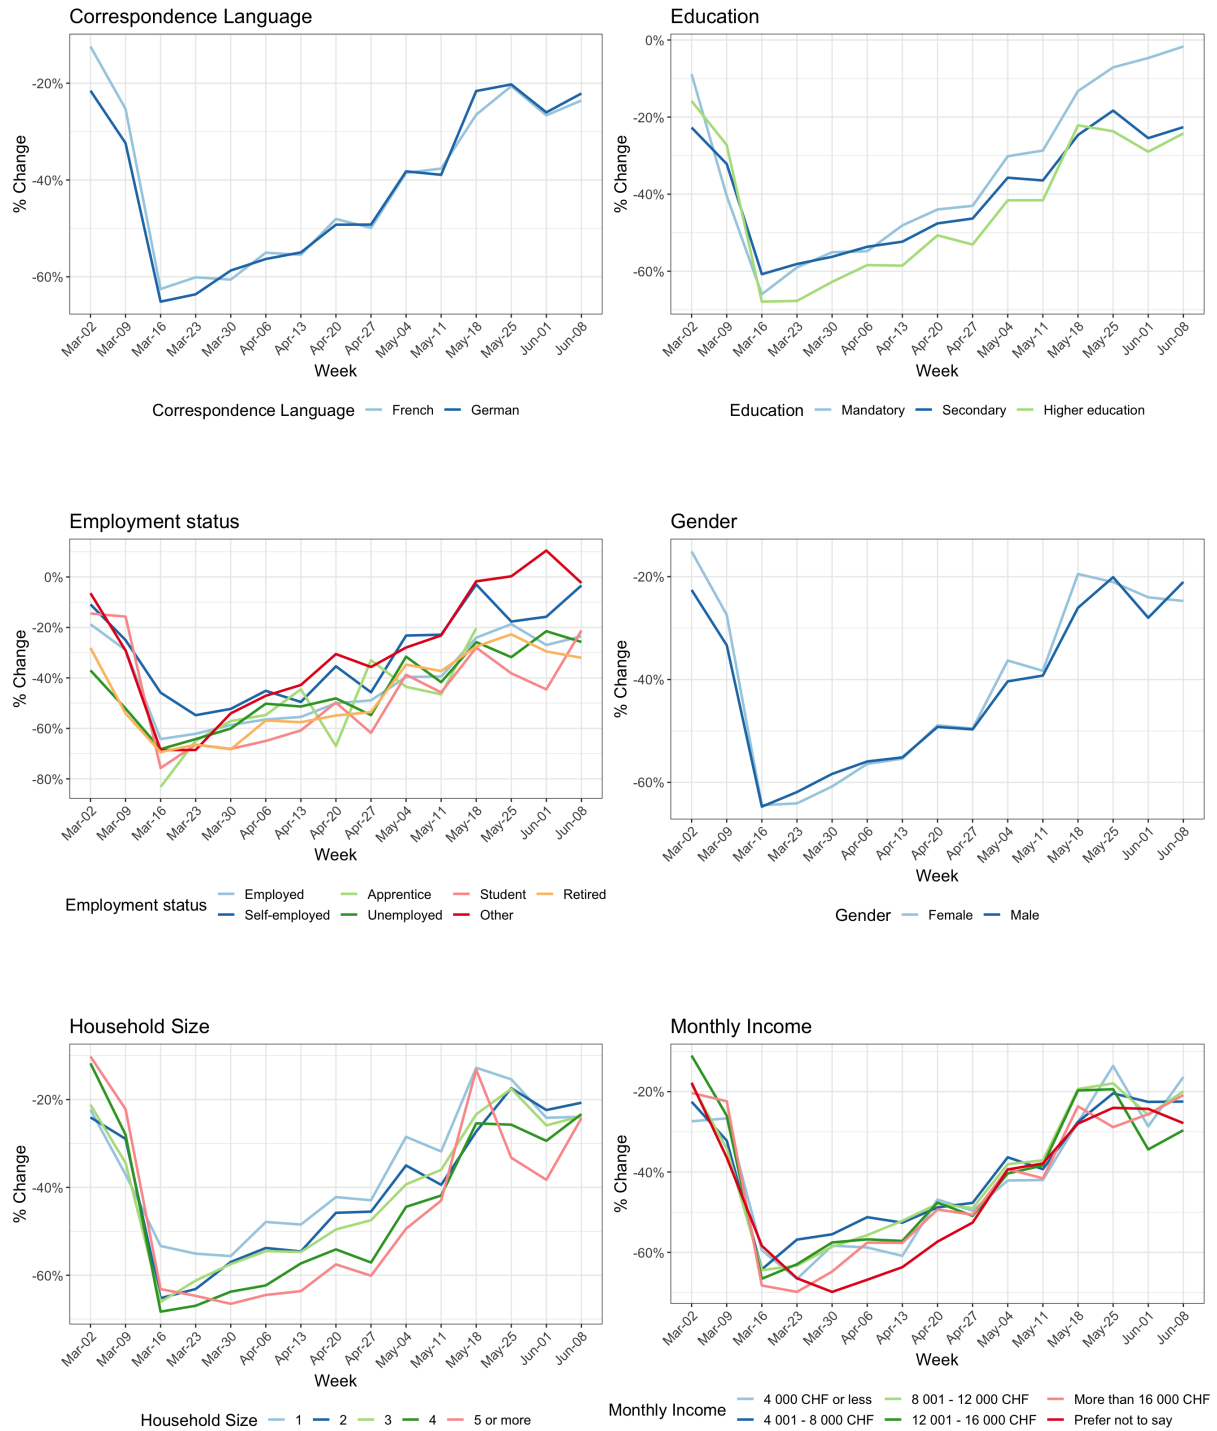 Correspondence Language
% Change
-20%
-40%
-60%
Mar-02 Mar-09 Mar-16 Mar-23 Mar-30 Apr-06 Apr-13 Apr-20 Apr-27 May-04 May-11 May-18 May-25 Jun-01 Jun-08
Week
Correspondence Language French German
Education
% Change
0%
-20%
-40%
-60%
Mar-02 Mar-09 Mar-16 Mar-23 Mar-30 Apr-06 Apr-13 Apr-20 Apr-27 May-04 May-11 May-18 May-25 Jun-01 Jun-08
Week
Education Mandatory Secondary Higher education
Employment status
% Change
0%
-20%
-40%
-60%
-80%
Mar-02 Mar-09 Mar-16 Mar-23 Mar-30 Apr-06 Apr-13 Apr-20 Apr-27 May-04 May-11 May-18 May-25 Jun-01 Jun-08
Week
Employment status
Employed Apprentice Student Retired
Self-employed Unemployed Other
Gender
% Change
-20%
-40%
-60%
Mar-02 Mar-09 Mar-16 Mar-23 Mar-30 Apr-06 Apr-13 Apr-20 Apr-27 May-04 May-11 May-18 May-25 Jun-01 Jun-08
Week
Gender Female Male
Household Size
% Change
-20%
-40%
-60%
Mar-02 Mar-09 Mar-16 Mar-23 Mar-30 Apr-06 Apr-13 Apr-20 Apr-27 May-04 May-11 May-18 May-25 Jun-01 Jun-08
Week
Household Size 1 2 3 4 5 or more
Monthly Income
% Change
-20%
-40%
-60%
Mar-02 Mar-09 Mar-16 Mar-23 Mar-30 Apr-06 Apr-13 Apr-20 Apr-27 May-04 May-11 May-18 May-25 Jun-01 Jun-08
Week
Monthly Income
4 000 CHF or less 8 001 - 12 000 CHF More than 16 000 CHF
4 001 - 8 000 CHF 12 001 - 16 000 CHF Prefer not to say